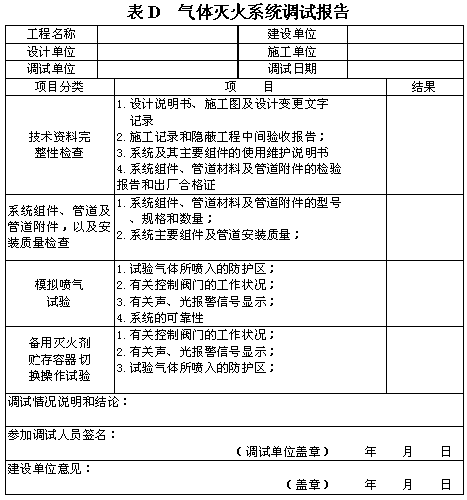 表 D 气体灭火系统调试报告
工程名称 建设单位
设计单位 施工单位
调试单位 调试日期
项目分类 项 目 结果
技术资料完
整性检查
1. 设计说明书、施工图及设计变更文字
记录
2. 施工记录和隐蔽工程中间验收报告；
3. 系统及其主要组件的使用维护说明书
4. 系统组件、管道材料及管道附件的检验
报告和出厂合格证
系统组件、管道及
管道附件，以及安
装质量检查
1. 系统组件、管道材料及管道附件的型号
、规格和数量；
2. 系统主要组件及管道安装质量；
模拟喷气
试验
1. 试验气体所喷入的防护区；
2. 有关控制阀门的工作状况；
3. 有关声、光报警信号显示；
4. 系统的可靠性
备用灭火剂
贮存容器切
换操作试验
1. 有关控制阀门的工作状况；
2. 有关声、光报警信号显示；
3. 试验气体所喷入的防护区；
调试情况说明和结论：
参加调试人员签名：
（调试单位盖章） 年 月 日
建设单位意见：
（盖章） 年 月 日